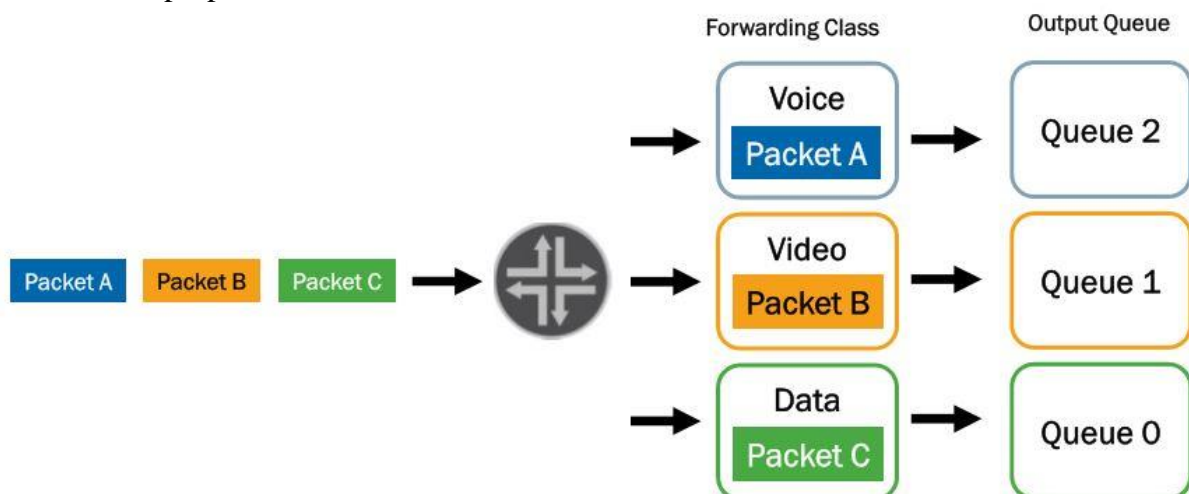 Forwarding Class
Output Queue
Voice
Packet A
Queue 2
Packet A
Packet B
Packet C
Video
Packet B
Queue 1
Data
Packet C
Queue 0